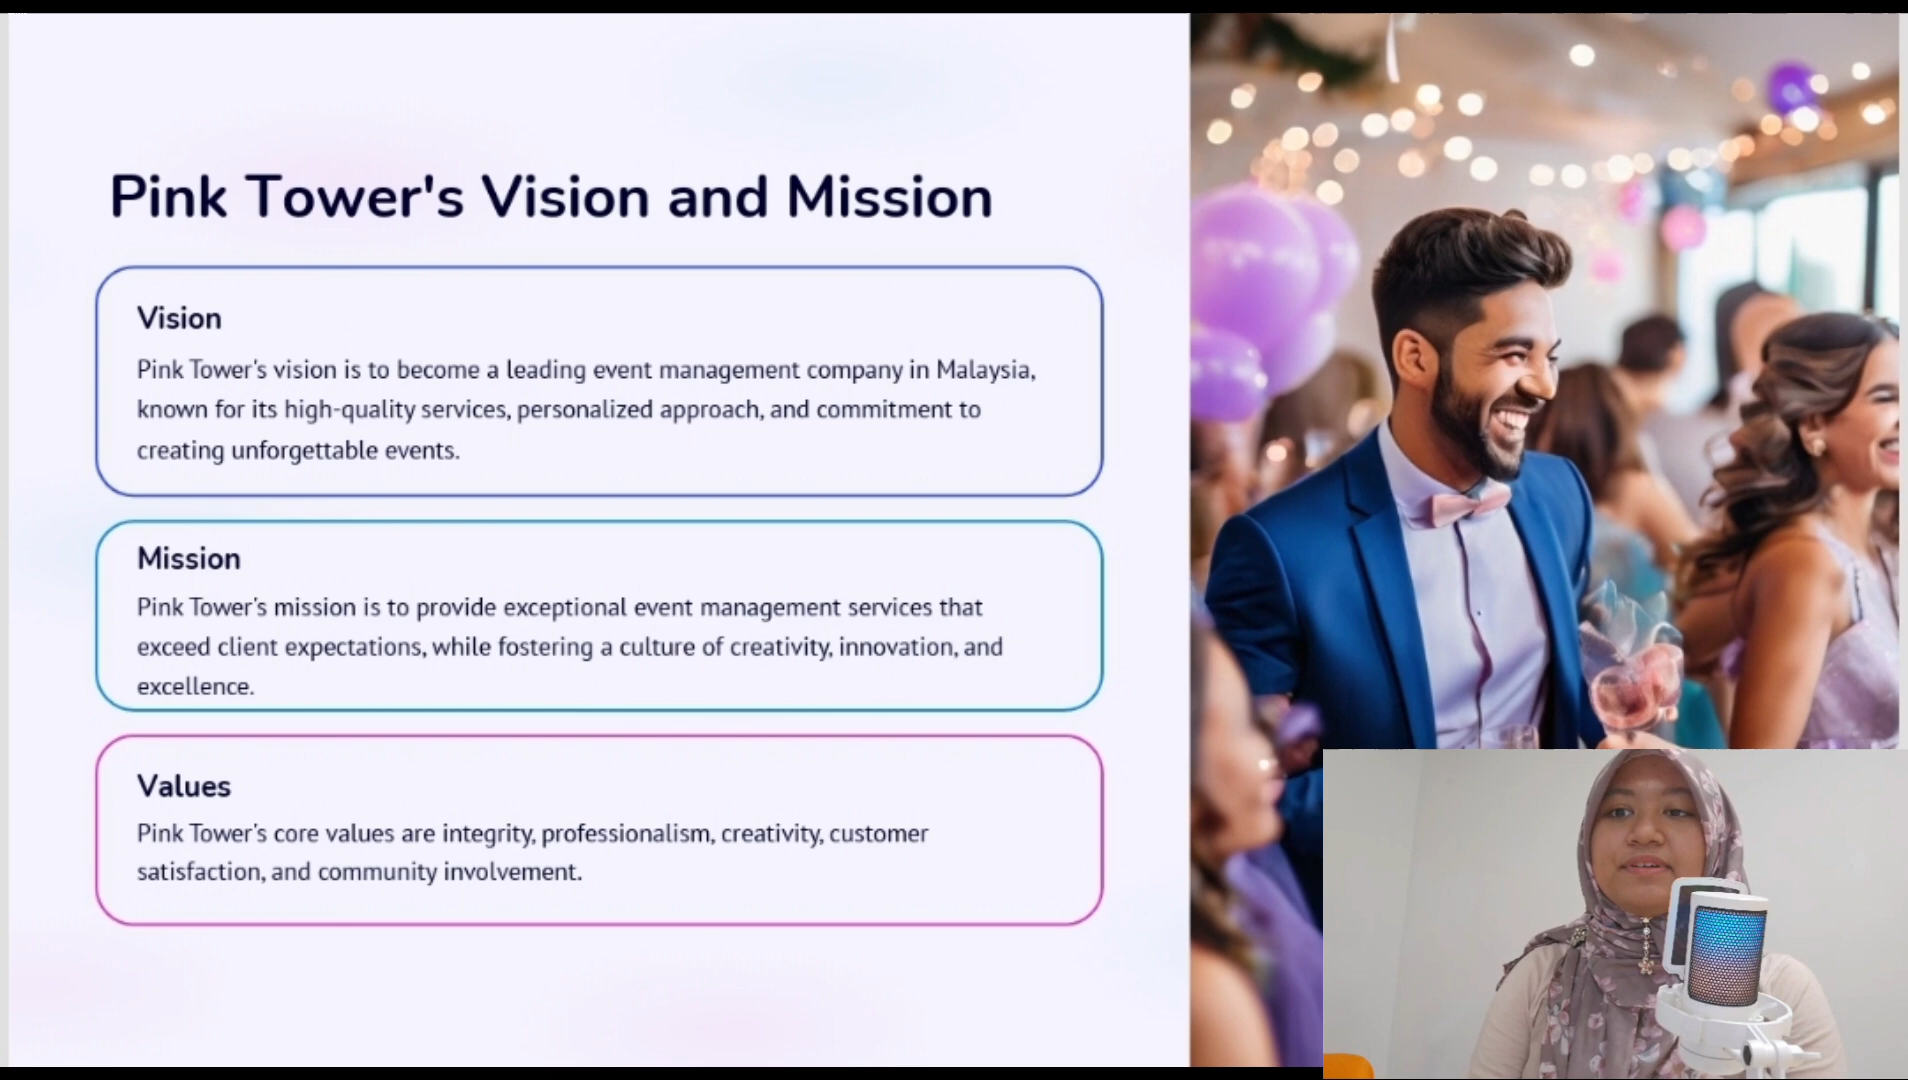 Pink Tower's Vision and Mission
Vision
Pink Tower's vision is to become a leading event management company in Malaysia,
known for its high-quality services, personalized approach, and commitment to
creating unforgettable events.
Mission
Pink Tower's mission is to provide exceptional event management services that
exceed client expectations, while fostering a culture of creativity, innovation, and
excellence.
Values
Pink Tower's core values are integrity, professionalism, creativity, customer
satisfaction, and community involvement.